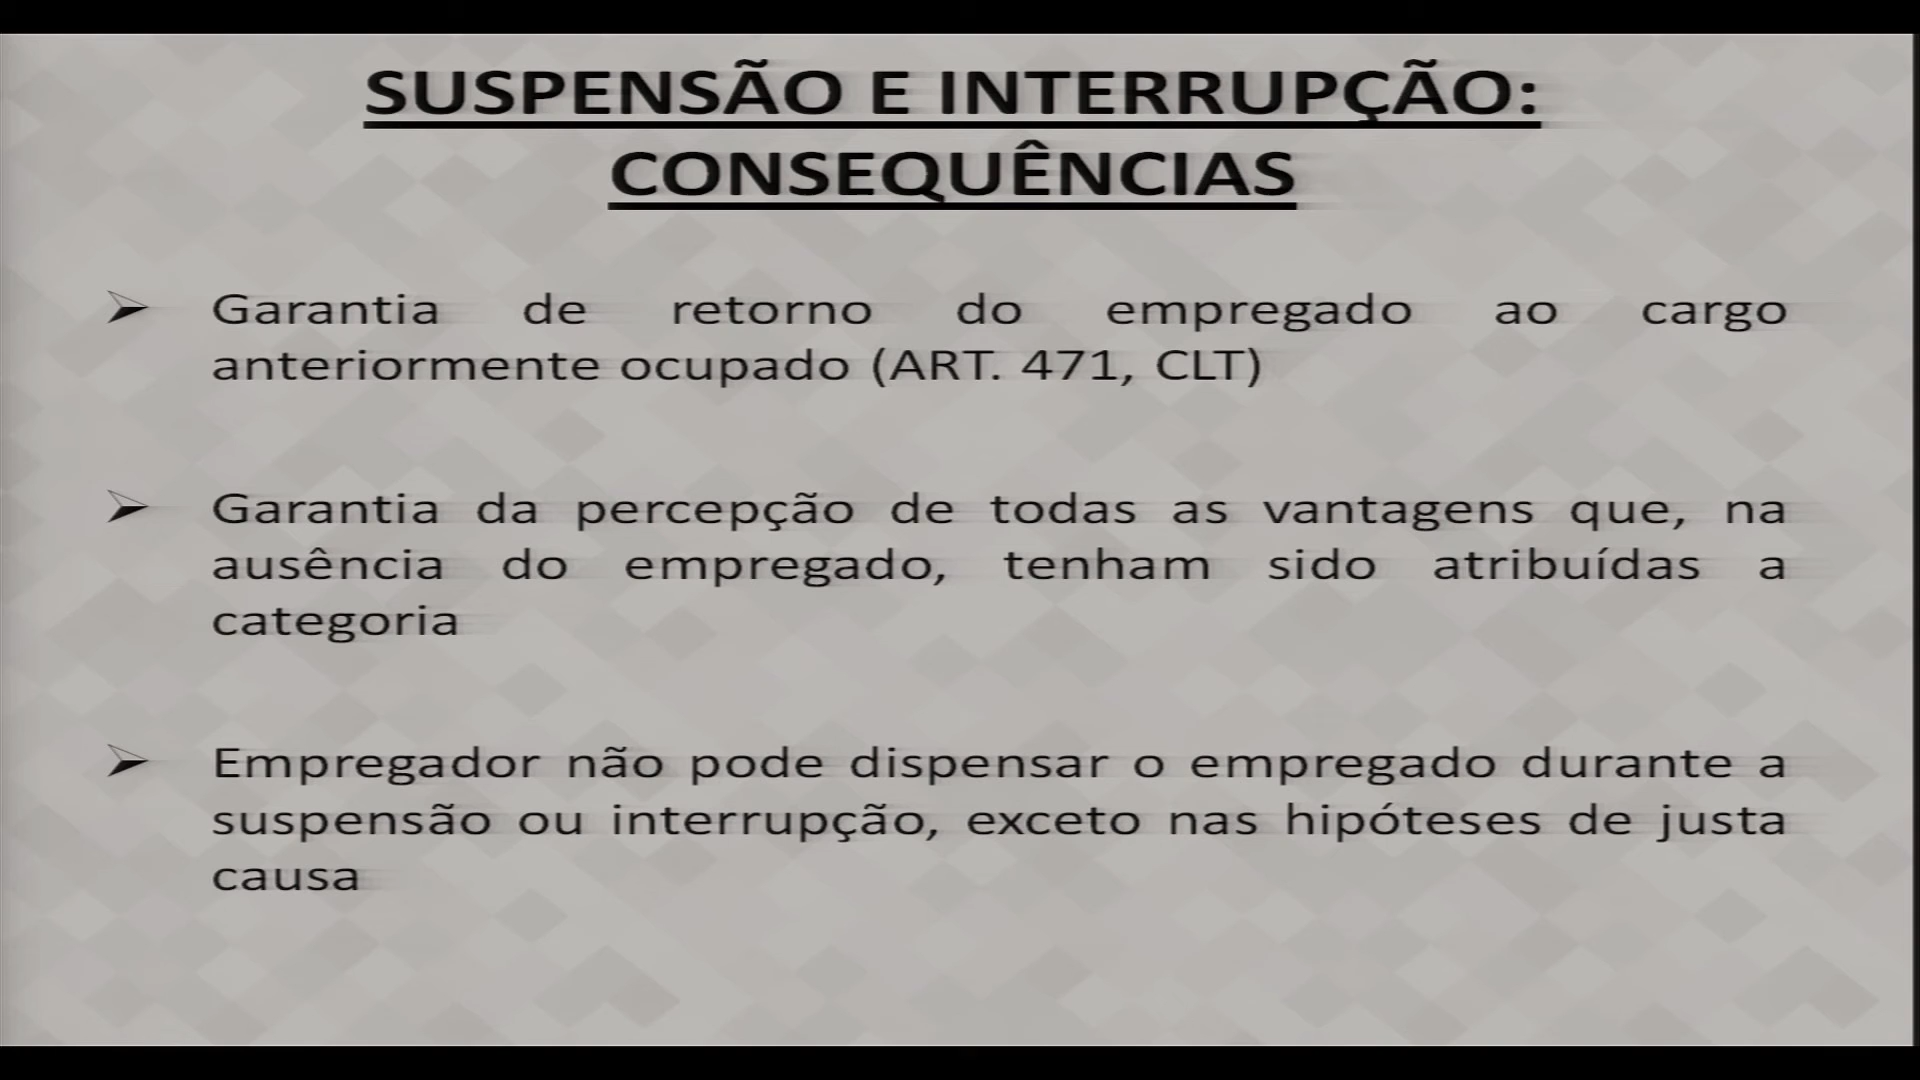 SUSPENSÃO E INTERRUPÇÃO:
CONSEQUÊNCIAS
➢ Garantia de retorno do empregado ao cargo
anteriormente ocupado (ART. 471, CLT)
➢ Garantia da percepção de todas as vantagens que, na
ausência do empregado, tenham sido atribuídas a
categoria
➢ Empregador não pode dispensar o empregado durante a
suspensão ou interrupção, exceto nas hipóteses de justa
causa